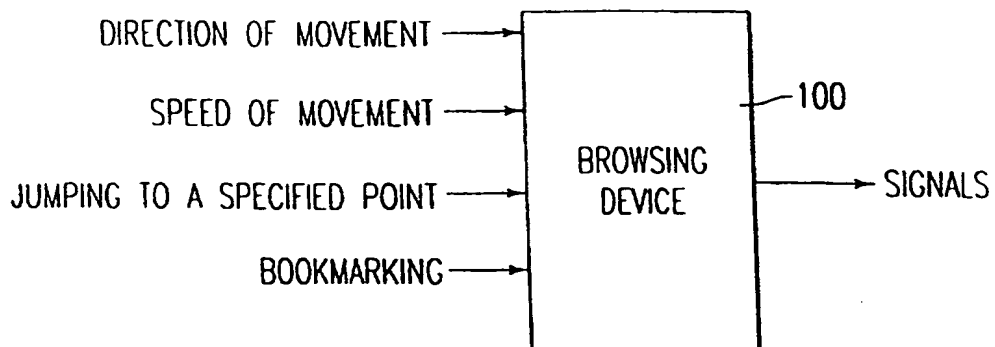 DIRECTION OF MOVEMENT
SPEED OF MOVEMENT
100
BROWSING
DEVICE
JUMPING TO A SPECIFIED POINT
SIGNALS
BOOKMARKING